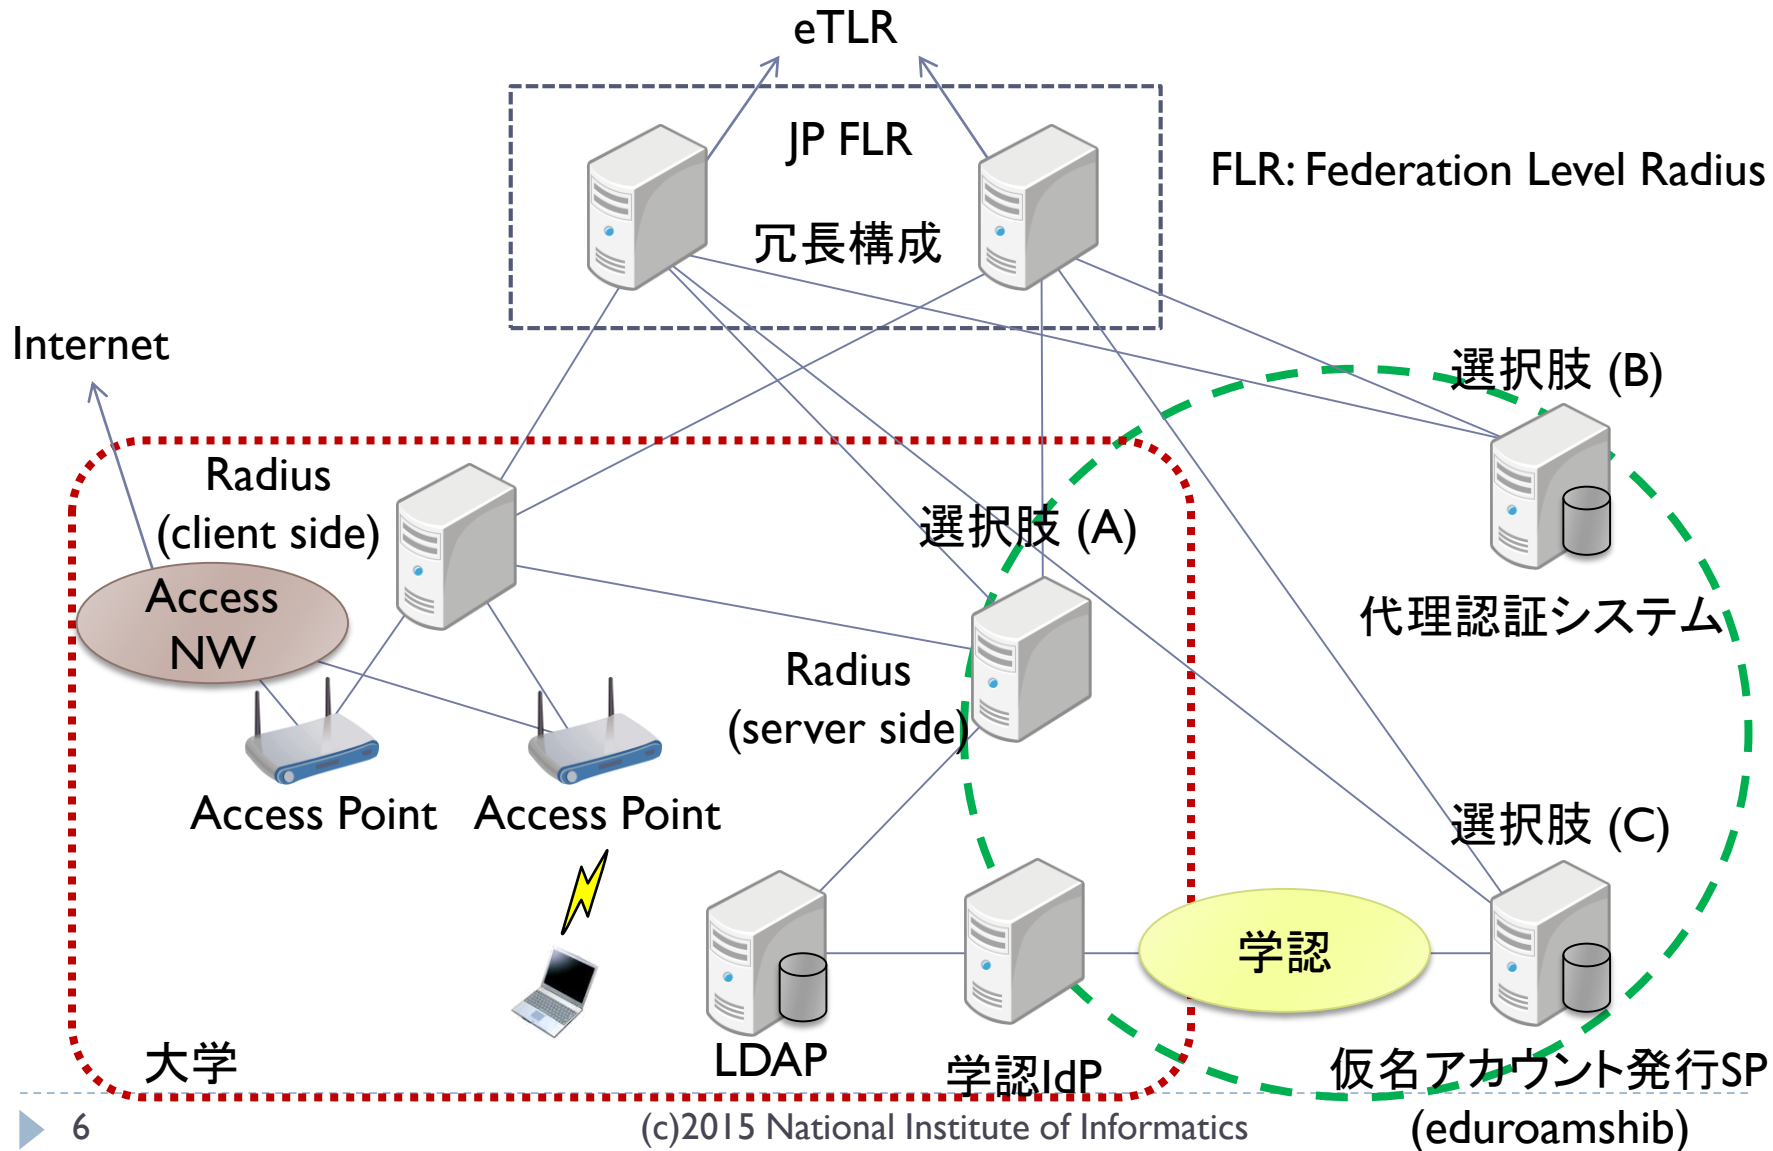 eTLR
JP FLR
FLR: Federation Level Radius
冗長構成
Internet
選択肢 (B)
Radius
(client side)
選択肢 (A)
Access
NW
代理認証システム
Radius
(server side)
Access Point
Access Point
選択肢 (C)
学認
大学
LDAP
学認IdP
仮名アカウント発行SP
(eduroamshib)
6
(c)2015 National Institute of Informatics